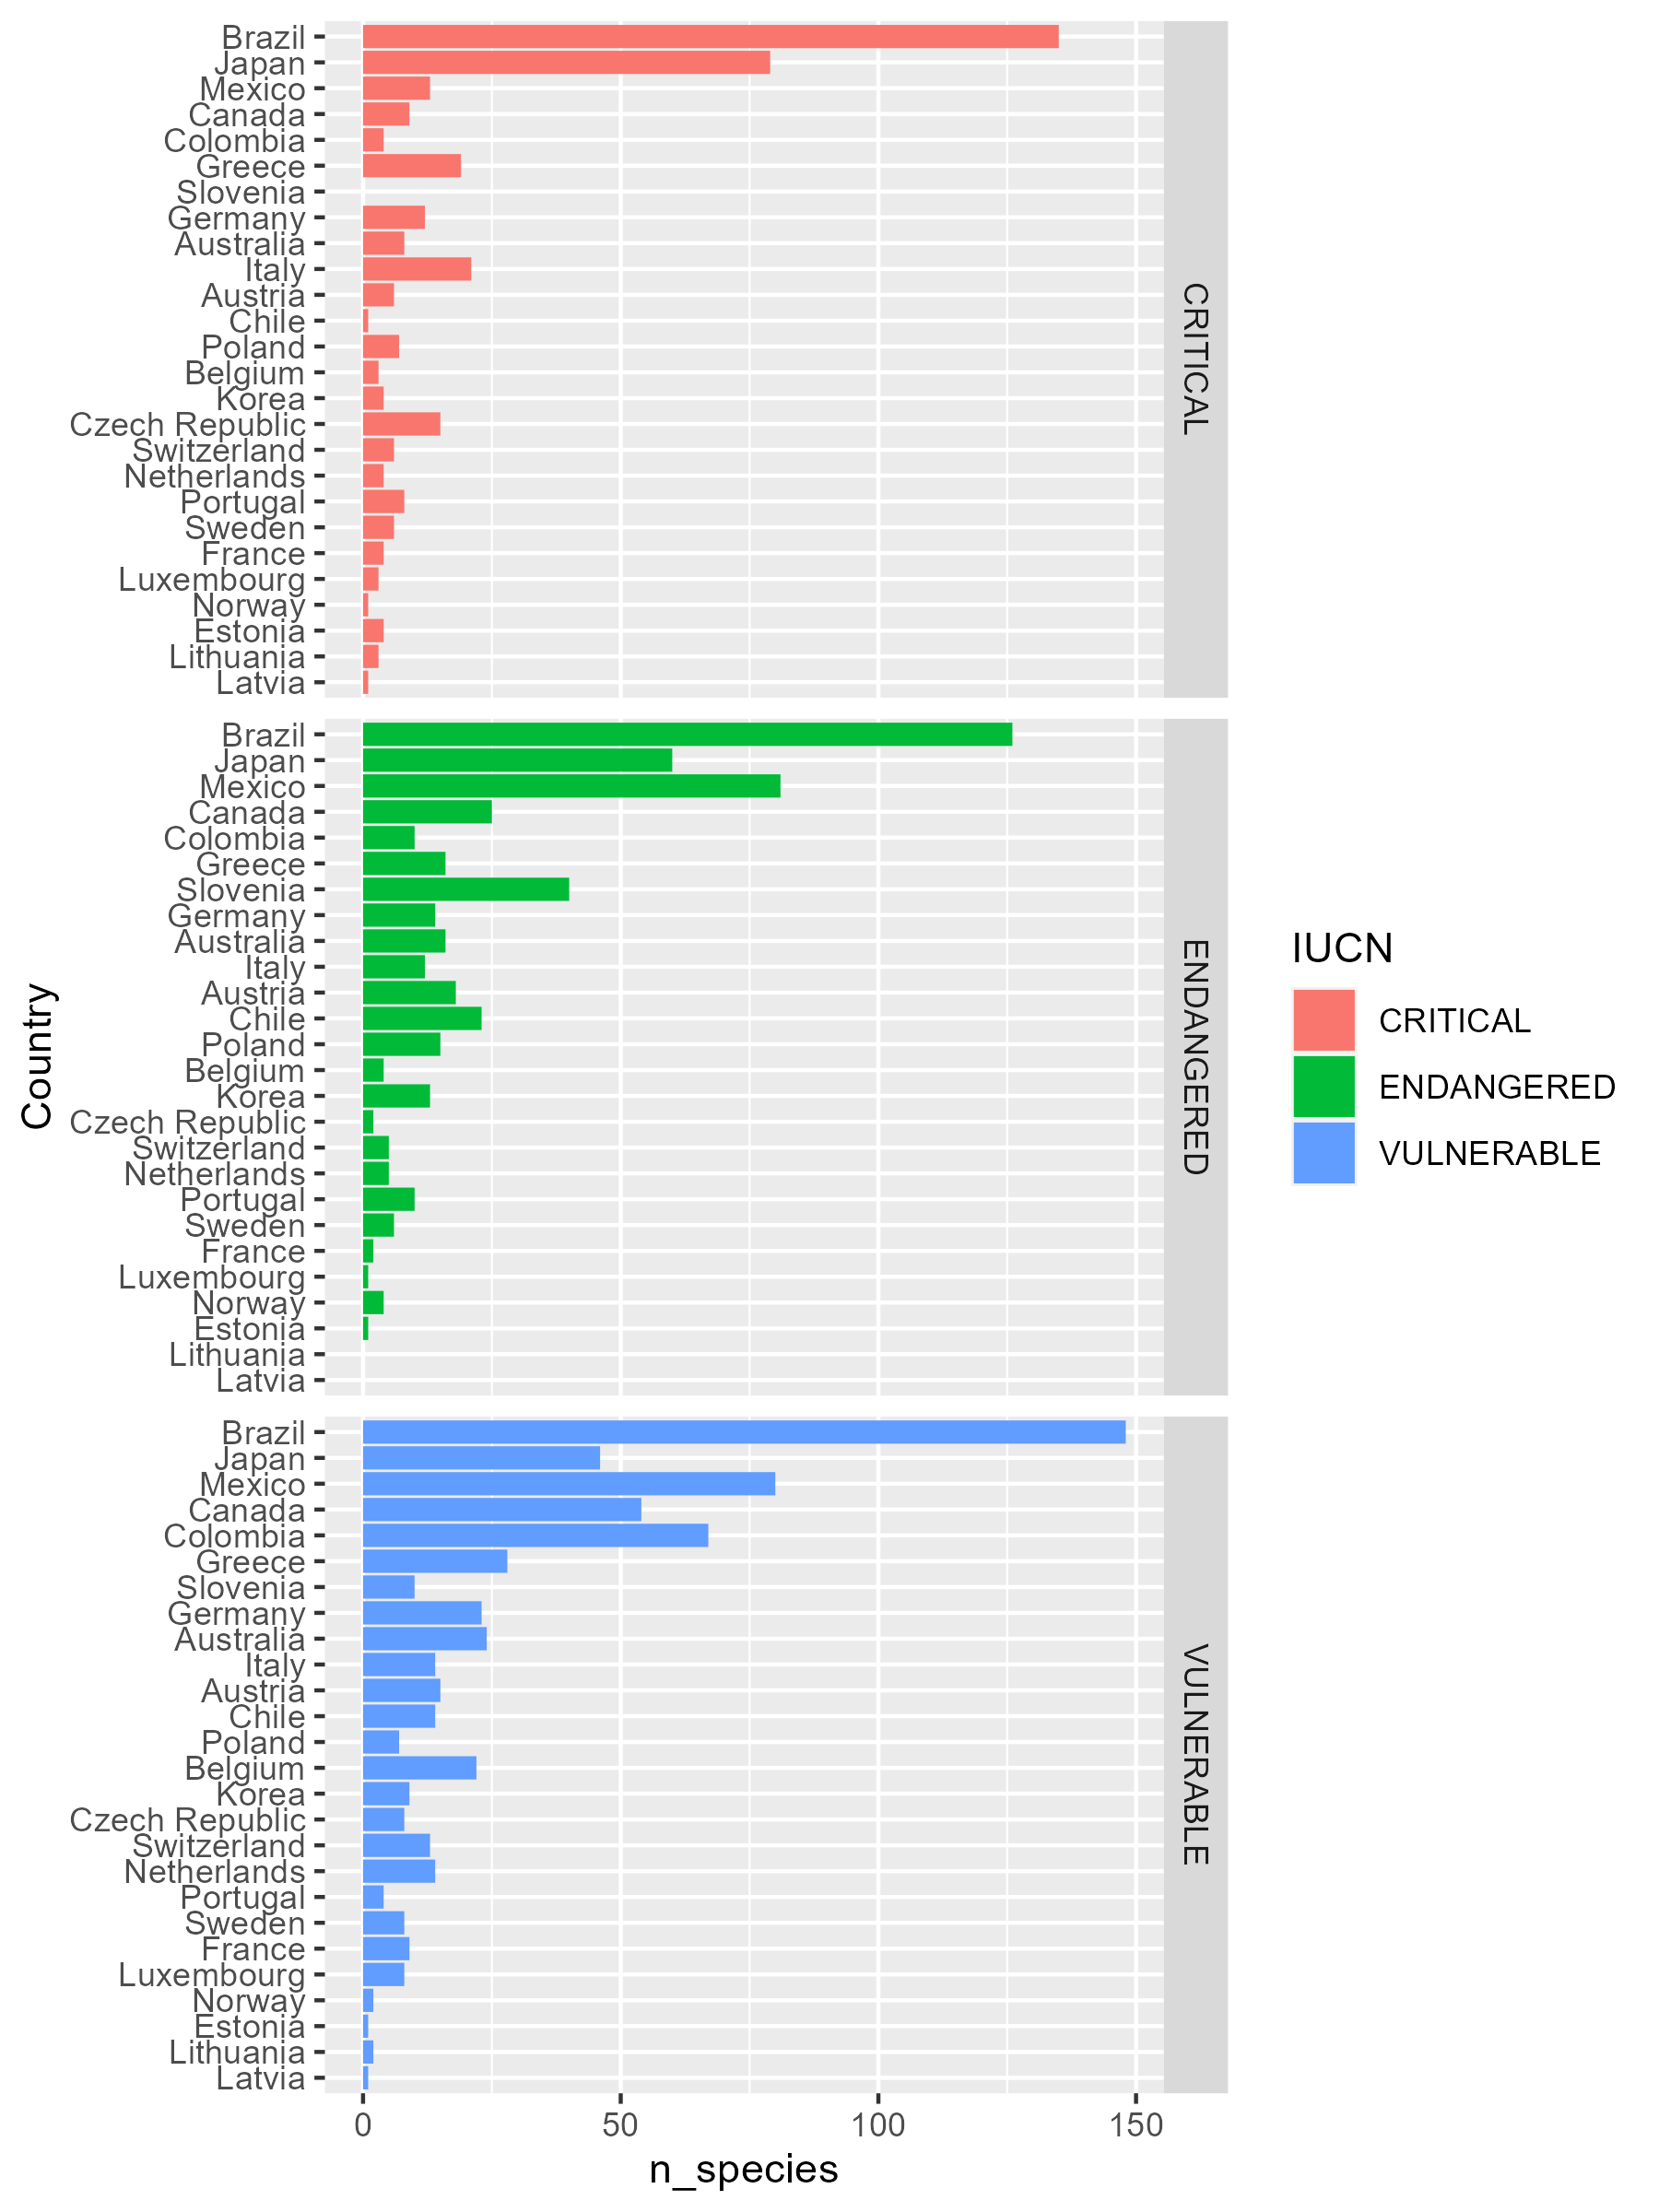 Brazil
Japan
Mexico
Canada
Colombia
Greece
Slovenia
Germany
Australia
Italy
Austria
Chile
Poland
Belgium
Korea
Czech Republic
Switzerland
Netherlands
Portugal
Sweden
France
Luxembourg
Norway
Estonia
Lithuania
Latvia
CRITICAL
Brazil
Japan
Mexico
Canada
Colombia
Greece
Slovenia
Germany
Australia
Italy
Austria
Chile
Poland
Belgium
Korea
Czech Republic
Switzerland
Netherlands
Portugal
Sweden
France
Luxembourg
Norway
Estonia
Lithuania
Latvia
ENDANGERED
Brazil
Japan
Mexico
Canada
Colombia
Greece
Slovenia
Germany
Australia
Italy
Austria
Chile
Poland
Belgium
Korea
Czech Republic
Switzerland
Netherlands
Portugal
Sweden
France
Luxembourg
Norway
Estonia
Lithuania
Latvia
VULNERABLE
0 50 100 150
n_species
Country
IUCN
CRITICAL
ENDANGERED
VULNERABLE